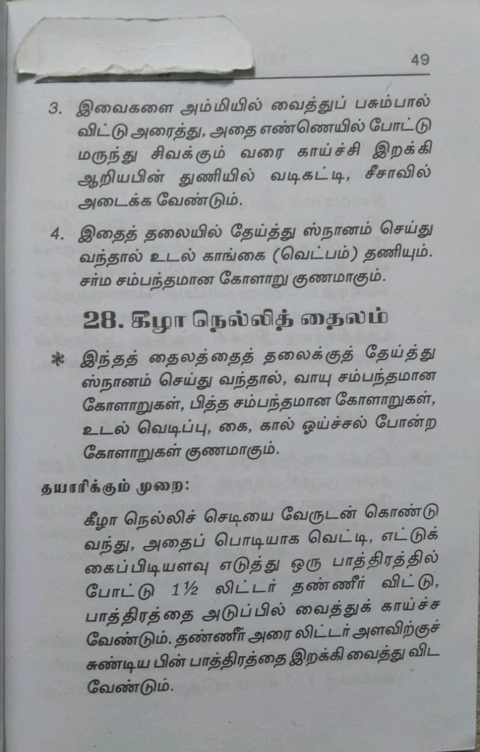 49
3. இவைகளை அம்மியில் வைத்துப் பசும்பால்
விட்டு அரைத்து, அதை எண்ணெயில் போட்டு
மருந்து சிவக்கும் வரை காய்ச்சி இறக்கி
ஆறியபின் துணியில் வடிகட்டி, சீசாவில்
அடைக்க வேண்டும்.
4. இதைத் தலையில் தேய்த்து ஸ்நானம் செய்து
வந்தால் உடல் காங்கை (வெட்பம்) தணியும்.
சர்ம சம்பந்தமான கோளாறு குணமாகும்.
28. கீழா நெல்லித் தைலம்
* இந்தத் தைலத்தைத் தலைக்குத் தேய்த்து
ஸ்நானம் செய்து வந்தால், வாயு சம்பந்தமான
கோளாறுகள், பித்த சம்பந்தமான கோளாறுகள்,
உடல் வெடிப்பு, கை, கால் ஓய்ச்சல் போன்ற
கோளாறுகள் குணமாகும்.
தயாரிக்கும் முறை:
கீழா நெல்லிச் செடியை வேருடன் கொண்டு
வந்து, அதைப் பொடியாக வெட்டி, எட்டுக்
கைப்பிடியளவு எடுத்து ஒரு பாத்திரத்தில்
போட்டு 1½ லிட்டர் தண்ணீர் விட்டு,
பாத்திரத்தை அடுப்பில் வைத்துக் காய்ச்ச
வேண்டும். தண்ணீர் அரை லிட்டர் அளவிற்குச்
சுண்டிய பின் பாத்திரத்தை இறக்கி வைத்து விட
வேண்டும்.